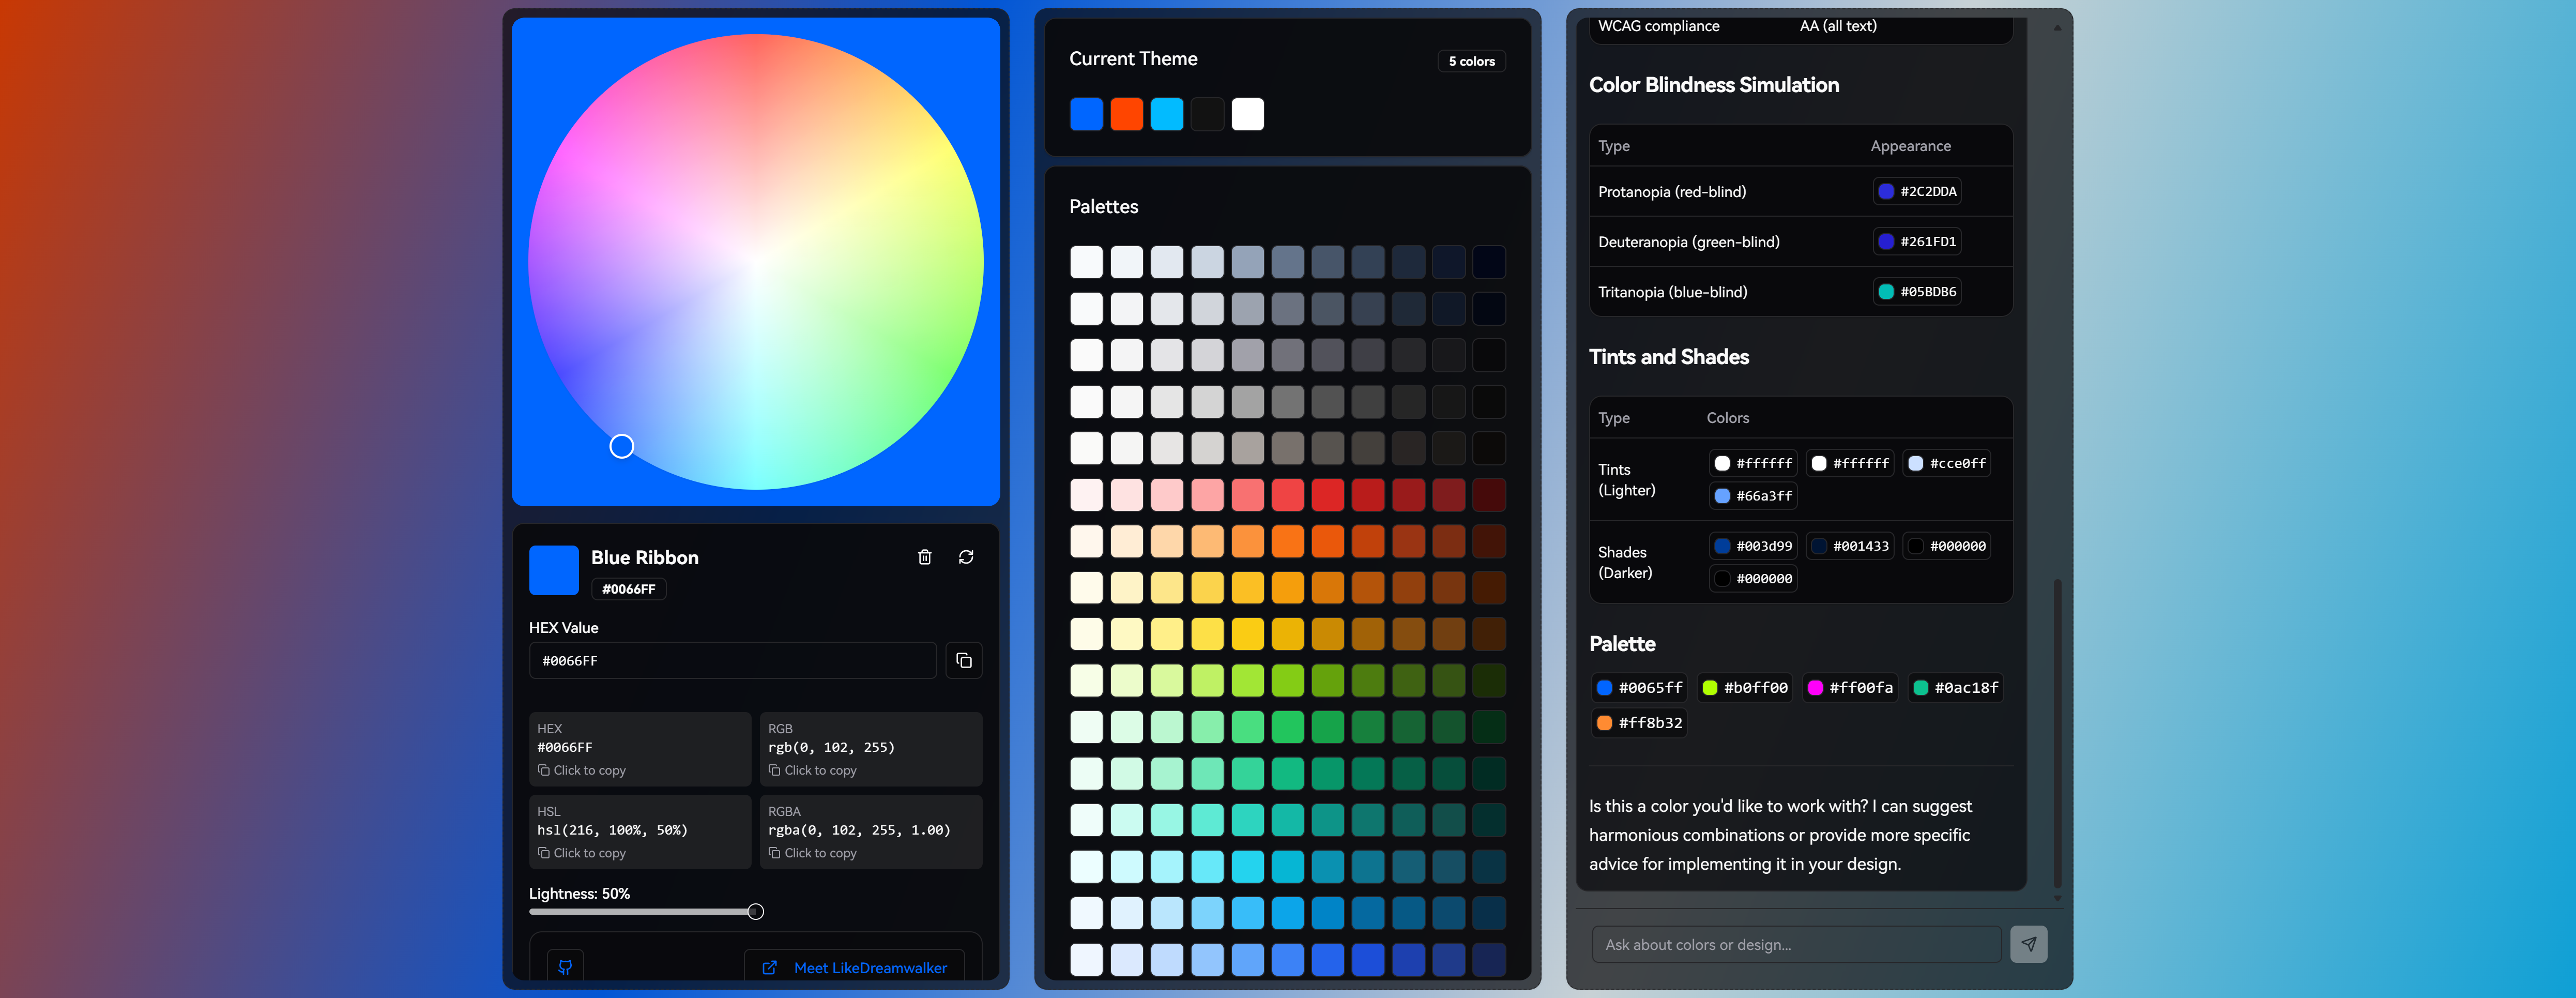 Blue Ribbon
#0066FF
HEX Value
#0066FF
HEX
#0066FF
Click to copy
RGB
rgb(0, 102, 255)
Click to copy
HSL
hsl(216, 100%, 50%)
Click to copy
RGBA
rgba(0, 102, 255, 1.00)
Click to copy
Lightness: 50%
Meet LikeDreamwalker
Current Theme
5 colors
Palettes
WCAG compliance AA (all text)
Color Blindness Simulation
Type Appearance
Protanopia (red-blind) #2C2DDA
Deuteranopia (green-blind) #261FD1
Tritanopia (blue-blind) #05BDB6
Tints and Shades
Type Colors
Tints
(Lighter)
#ffffff #ffffff #cce0ff
#66a3ff
Shades
(Darker)
#003d99 #001433 #000000
#000000
Palette
#0065ff #b0ff00 #ff00fa #0ac18f
#ff8b32
Is this a color you'd like to work with? I can suggest
harmonious combinations or provide more specific
advice for implementing it in your design.
Ask about colors or design...